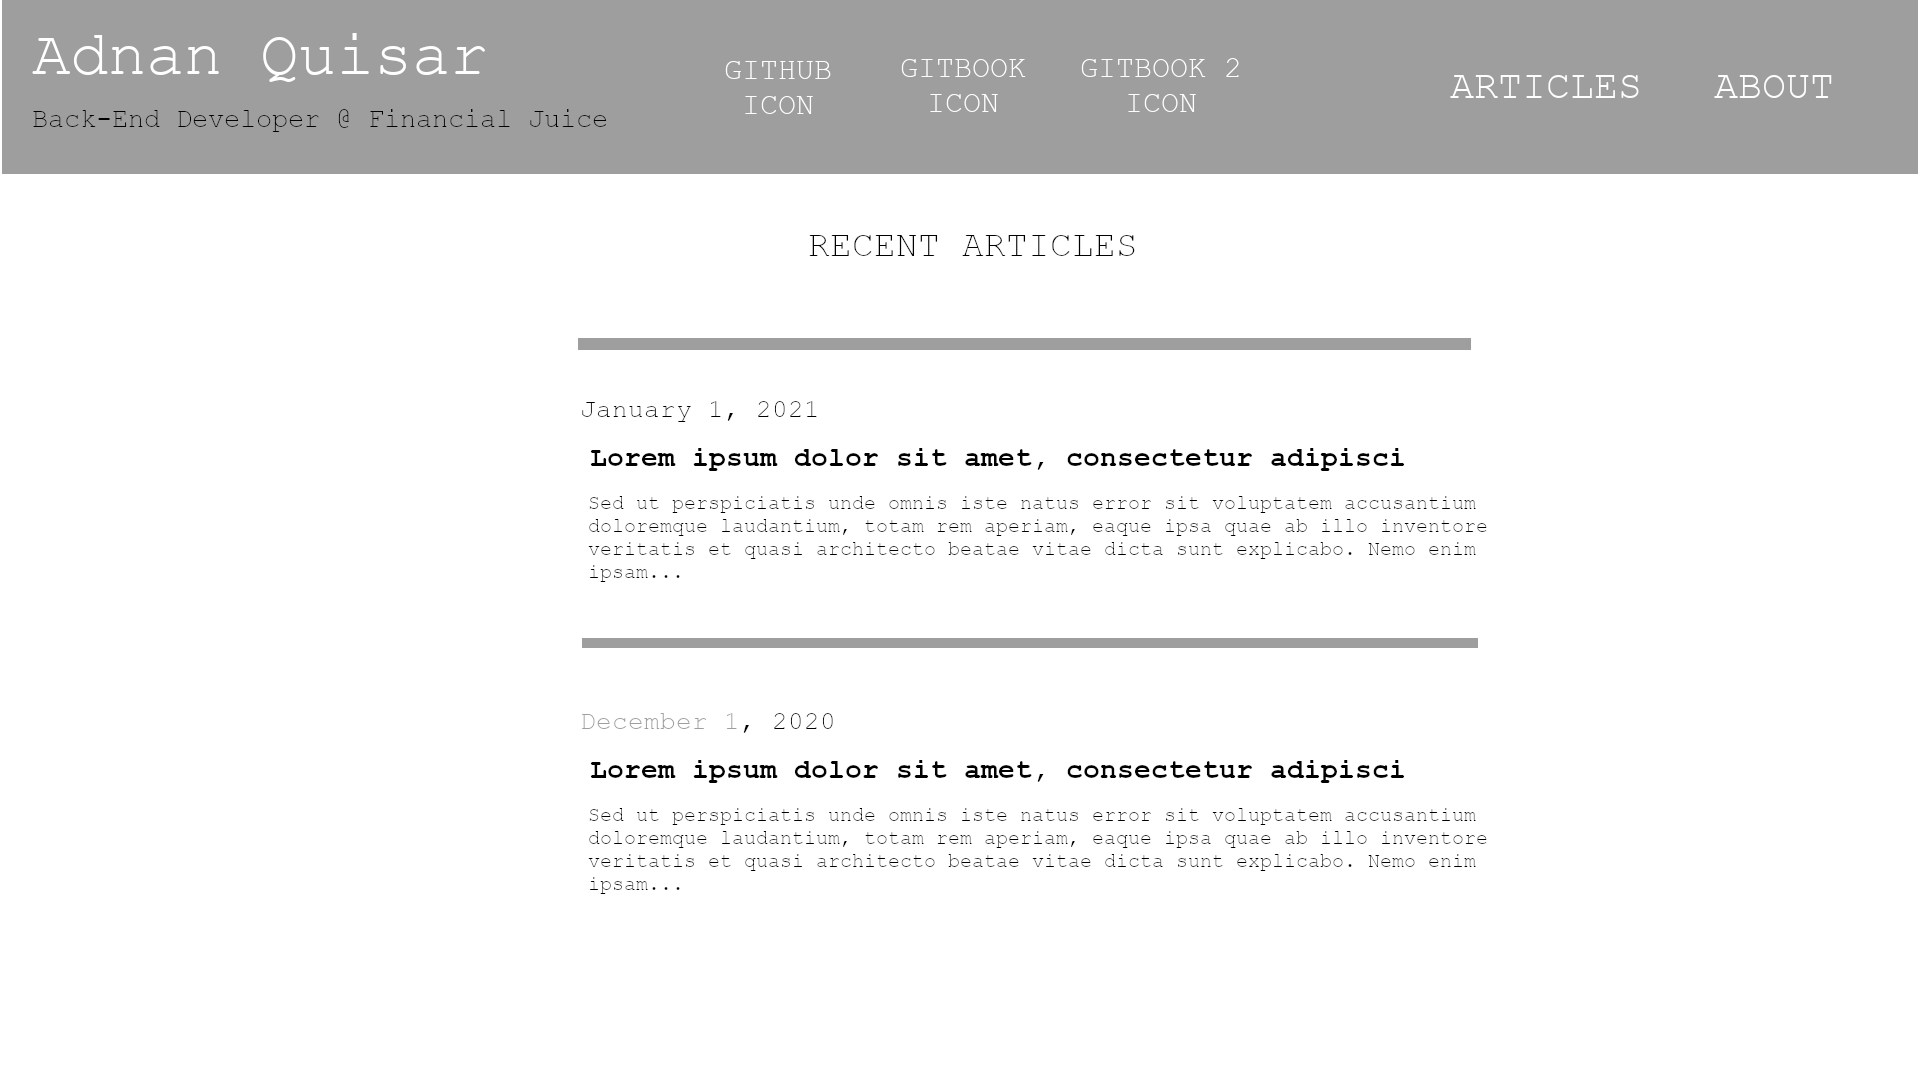 Adnan Quisar
Back-End Developer @ Financial Juice
GITHUB
ICON
GITBOOK
ICON
GITBOOK 2
ICON
ARTICLES
ABOUT
RECENT ARTICLES
January 1, 2021
Lorem ipsum dolor sit amet, consectetur adipisci
Sed ut perspiciatis unde omnis iste natus error sit voluptatem accusantium
doloremque laudantium, totam rem aperiam, eaque ipsa quae ab illo inventore
veritatis et quasi architecto beatae vitae dicta sunt explicabo. Nemo enim
ipsam...
December 1, 2020
Lorem ipsum dolor sit amet, consectetur adipisci
Sed ut perspiciatis unde omnis iste natus error sit voluptatem accusantium
doloremque laudantium, totam rem aperiam, eaque ipsa quae ab illo inventore
veritatis et quasi architecto beatae vitae dicta sunt explicabo. Nemo enim
ipsam...